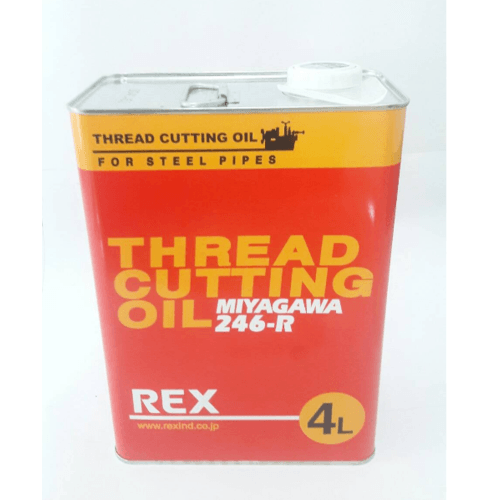 THREAD CUTTING OIL
FOR STEEL PIPES
THREAD
CUTTING
OIL MIYAGAWA
246-R
REX
www.rexind.co.jp
4L